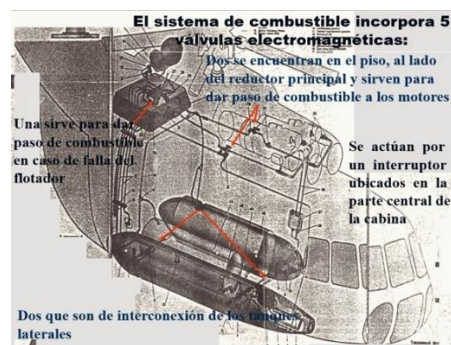 El sistema de combustible incorpora 5
válvulas electromagnéticas:
Dos se encuentran en el piso, al lado
del reductor principal y sirven para
dar paso de combustible a los motores
Una sirve para dar
paso de combustible
en caso de falla del
flotador
Se actúan por
un interruptor
ubicados en la
parte central de
la cabina
Dos que son de interconexión de los tanques
laterales